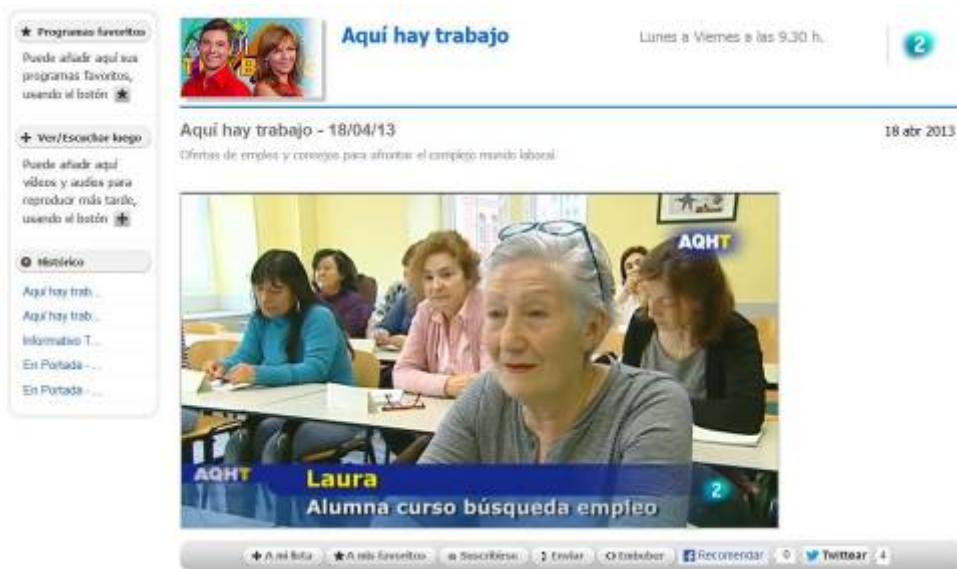 ★ Programas favoritos
Puede añadir aquí sus
programas favoritos,
usando el botón ★
+ Ver/Escuchar luego
Puede añadir aquí
vídeos y audios para
reproducir más tarde,
usando el botón +
Histórico
Aquí hay trab...
Aquí hay trab...
Informativo T...
En Portada - ...
En Portada - ...
Aquí hay trabajo
Lunes a Viernes a las 9.30 h.
2
Aquí hay trabajo - 18/04/13
18 abr 2013
Ofertas de empleo y consejos para afrontar el complejo mundo laboral.
AQHT
AQHT
Laura
2
Alumna curso búsqueda empleo
+ A mi lista
★ A mis favoritos
Suscribirse
Enviar
Embeber
Recomendar
0
Twittear
4